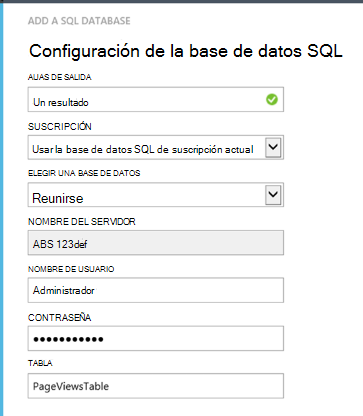 ADD A SQL DATABASE
Configuración de la base de datos SQL
AUAS DE SALIDA
Un resultado
SUSCRIPCIÓN
Usar la base de datos SQL de suscripción actual
ELEGIR UNA BASE DE DATOS
Reunirse
NOMBRE DEL SERVIDOR
ABS 123def
NOMBRE DE USUARIO
Administrador
CONTRASEÑA
●●●●●●●●●●●
TABLA
PageViewsTable